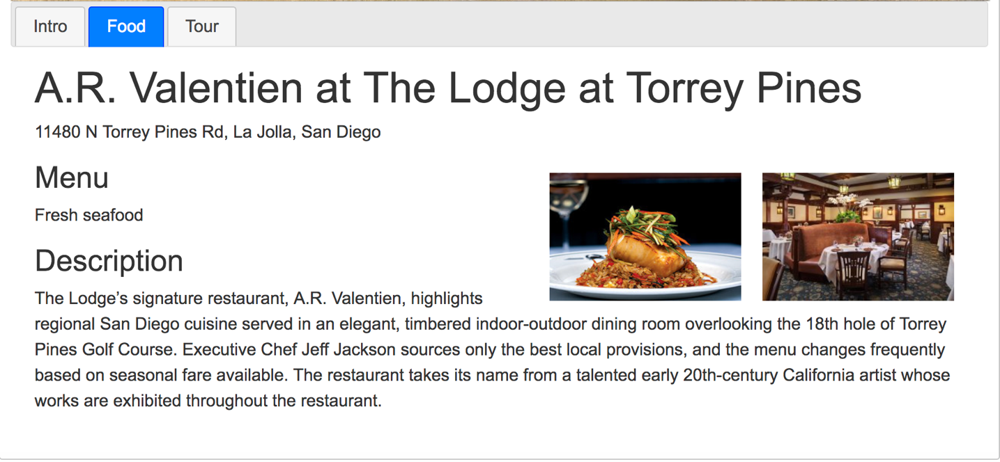 Intro Food Tour
A.R. Valentien at The Lodge at Torrey Pines
11480 N Torrey Pines Rd, La Jolla, San Diego
Menu
Fresh seafood
Description
The Lodge’s signature restaurant, A.R. Valentien, highlights
regional San Diego cuisine served in an elegant, timbered indoor-outdoor dining room overlooking the 18th hole of Torrey
Pines Golf Course. Executive Chef Jeff Jackson sources only the best local provisions, and the menu changes frequently
based on seasonal fare available. The restaurant takes its name from a talented early 20th-century California artist whose
works are exhibited throughout the restaurant.